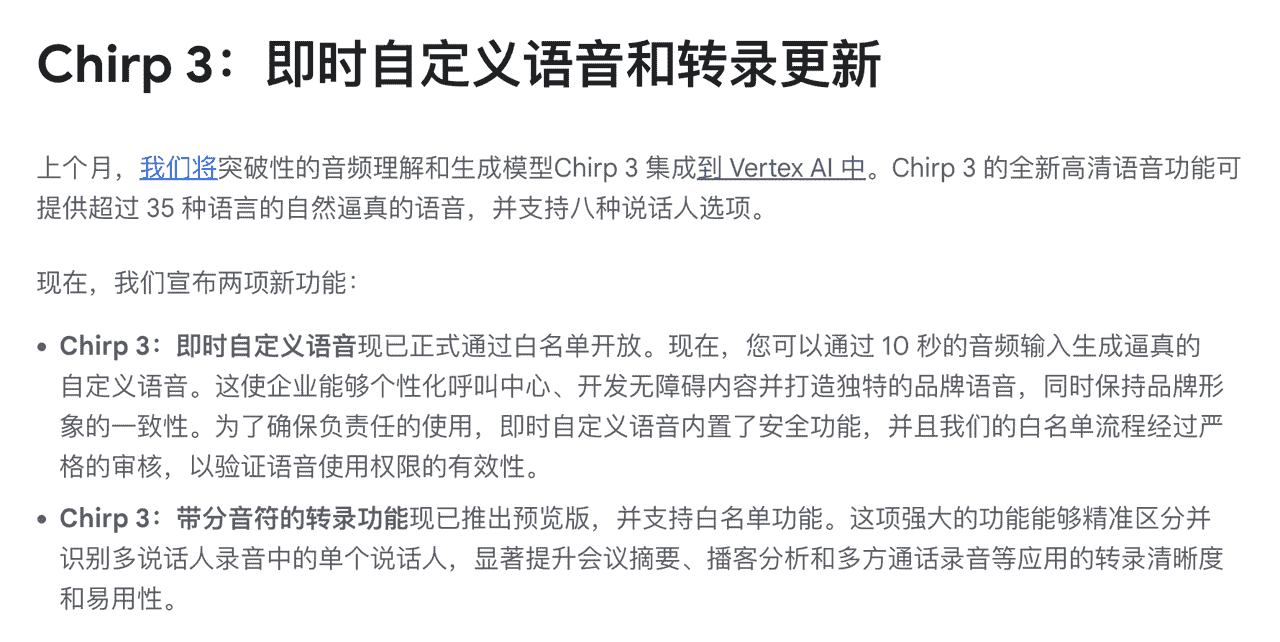 Chirp 3：即时自定义语音和转录更新
上个月，我们将突破性的音频理解和生成模型Chirp 3 集成到 Vertex AI 中。Chirp 3 的全新高清语音功能可
提供超过 35 种语言的自然逼真的语音，并支持八种说话人选项。
现在，我们宣布两项新功能：
• Chirp 3：即时自定义语音现已正式通过白名单开放。现在，您可以通过 10 秒的音频输入生成逼真的
自定义语音。这使企业能够个性化呼叫中心、开发无障碍内容并打造独特的品牌语音，同时保持品牌形
象的一致性。为了确保负责任的使用，即时自定义语音内置了安全功能，并且我们的白名单流程经过严
格的审核，以验证语音使用权限的有效性。
• Chirp 3：带分音符的转录功能现已推出预览版，并支持白名单功能。这项强大的功能能够精准区分并
识别多说话人录音中的单个说话人，显著提升会议摘要、播客分析和多方通话录音等应用的转录清晰度
和易用性。